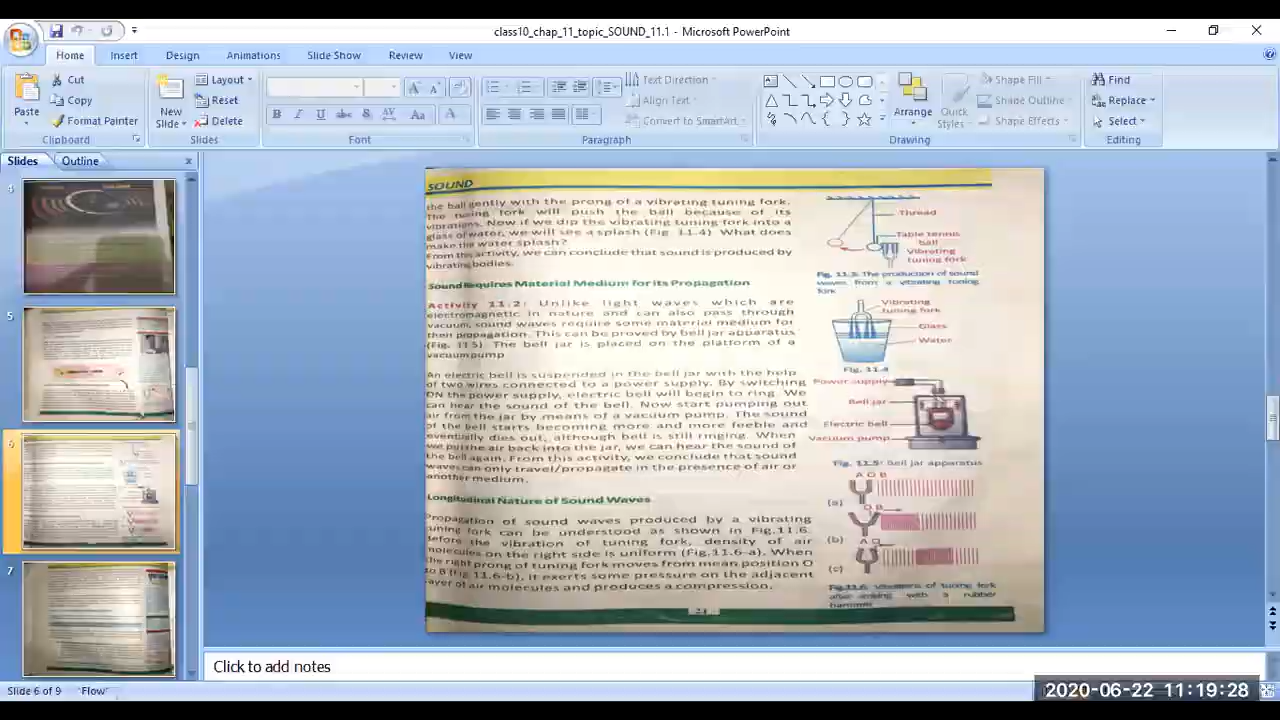 class10_chap_11_topic_SOUND_11.1 - Microsoft PowerPoint
Home Insert Design Animations Slide Show Review View
Cut
Copy
Format Painter
Paste
Clipboard
New Slide
Layout
Reset
Delete
Slides
B I U abc S AV Aa A
Font
Text Direction
Align Text
Convert to SmartArt
Paragraph
Arrange
Quick Styles
Shape Fill
Shape Outline
Shape Effects
Drawing
Find
Replace
Select
Editing
Slides Outline
4
5
6
7
SOUND
the ball gently with the prong of a vibrating tuning fork.
The tuning fork will push the ball because of its
vibrations. Now if we dip the vibrating tuning fork into a
glass of water, we will see a splash (Fig. 11.4). What does
make the water splash?
From this activity, we can conclude that sound is produced by
vibrating bodies.
Sound Requires Material Medium for its Propagation
Activity 11.2: Unlike light waves which are
electromagnetic in nature and can also pass through
vacuum, sound waves require some material medium for
their propagation. This can be proved by bell jar apparatus
(Fig. 11.5). The bell jar is placed on the platform of a
vacuum pump.
An electric bell is suspended in the bell jar with the help
of two wires connected to a power supply. By switching
ON the power supply, electric bell will begin to ring. We
can hear the sound of the bell. Now start pumping out
air from the jar by means of a vacuum pump. The sound
of the bell starts becoming more and more feeble and
eventually dies out, although bell is still ringing. When
we put the air back into the jar, we can hear the sound of
the bell again. From this activity, we conclude that sound
waves can only travel/propagate in the presence of air or
another medium.
Longitudinal Nature of Sound Waves
Propagation of sound waves produced by a vibrating
tuning fork can be understood as shown in Fig.11.6.
Before the vibration of tuning fork, density of air
molecules on the right side is uniform (Fig.11.6-a). When
the right prong of tuning fork moves from mean position O
to B (Fig.11.6-b), it exerts some pressure on the adjacent
layer of air molecules and produces a compression.
Thread
Table tennis
ball
Vibrating
tuning fork
Fig. 11.3: The production of sound
waves from a vibrating tuning
fork
Vibrating
tuning fork
Glass
Water
Fig. 11.4
Power supply
Bell jar
Electric bell
Vacuum pump
Fig. 11.5: Bell jar apparatus
A O B
(a)
O B
(b)
A O
(c)
Fig.11.6: Vibrations of tuning fork
after striking with a rubber
hammer
Click to add notes
Slide 6 of 9 "Flow"
2020-06-22 11:19:28